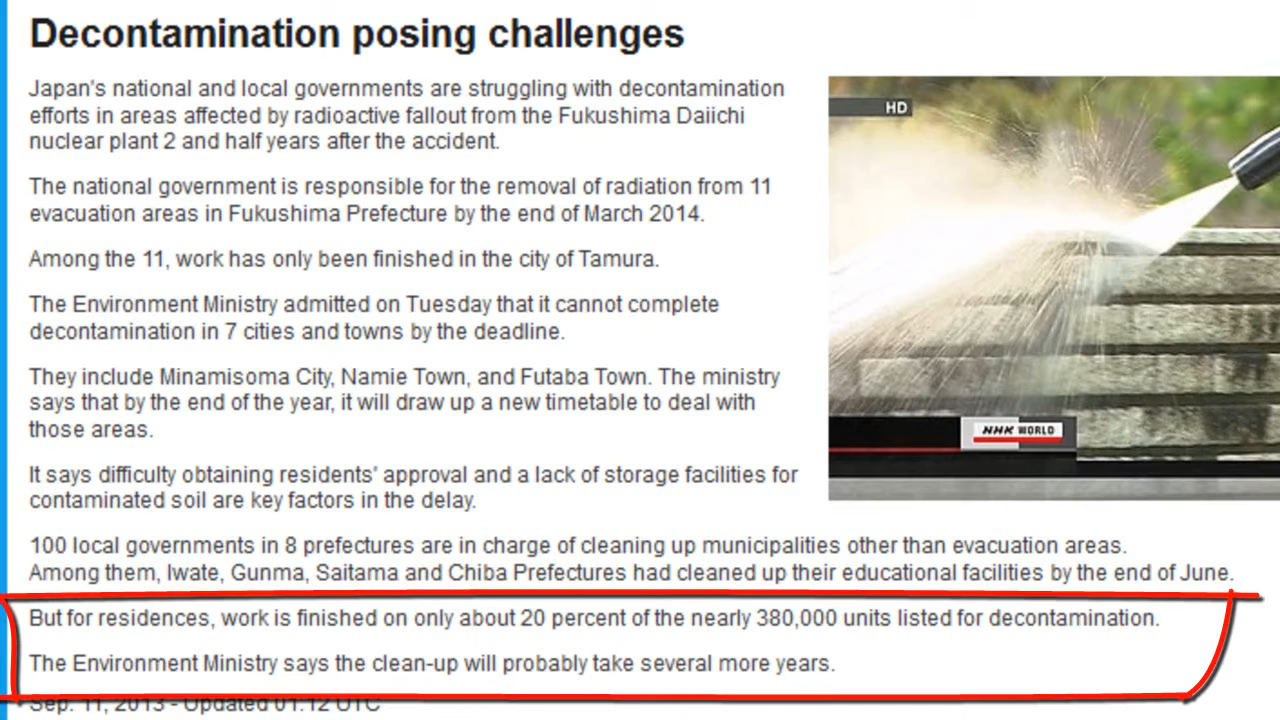 Decontamination posing challenges
Japan's national and local governments are struggling with decontamination
efforts in areas affected by radioactive fallout from the Fukushima Daiichi
nuclear plant 2 and half years after the accident.
The national government is responsible for the removal of radiation from 11
evacuation areas in Fukushima Prefecture by the end of March 2014.
Among the 11, work has only been finished in the city of Tamura.
The Environment Ministry admitted on Tuesday that it cannot complete
decontamination in 7 cities and towns by the deadline.
They include Minamisoma City, Namie Town, and Futaba Town. The ministry
says that by the end of the year, it will draw up a new timetable to deal with
those areas.
It says difficulty obtaining residents' approval and a lack of storage facilities for
contaminated soil are key factors in the delay.
HD
NHK WORLD
100 local governments in 8 prefectures are in charge of cleaning up municipalities other than evacuation areas.
Among them, Iwate, Gunma, Saitama and Chiba Prefectures had cleaned up their educational facilities by the end of June.
But for residences, work is finished on only about 20 percent of the nearly 380,000 units listed for decontamination.
The Environment Ministry says the clean-up will probably take several more years.
Sep. 11, 2013 - Updated 01:12 UTC